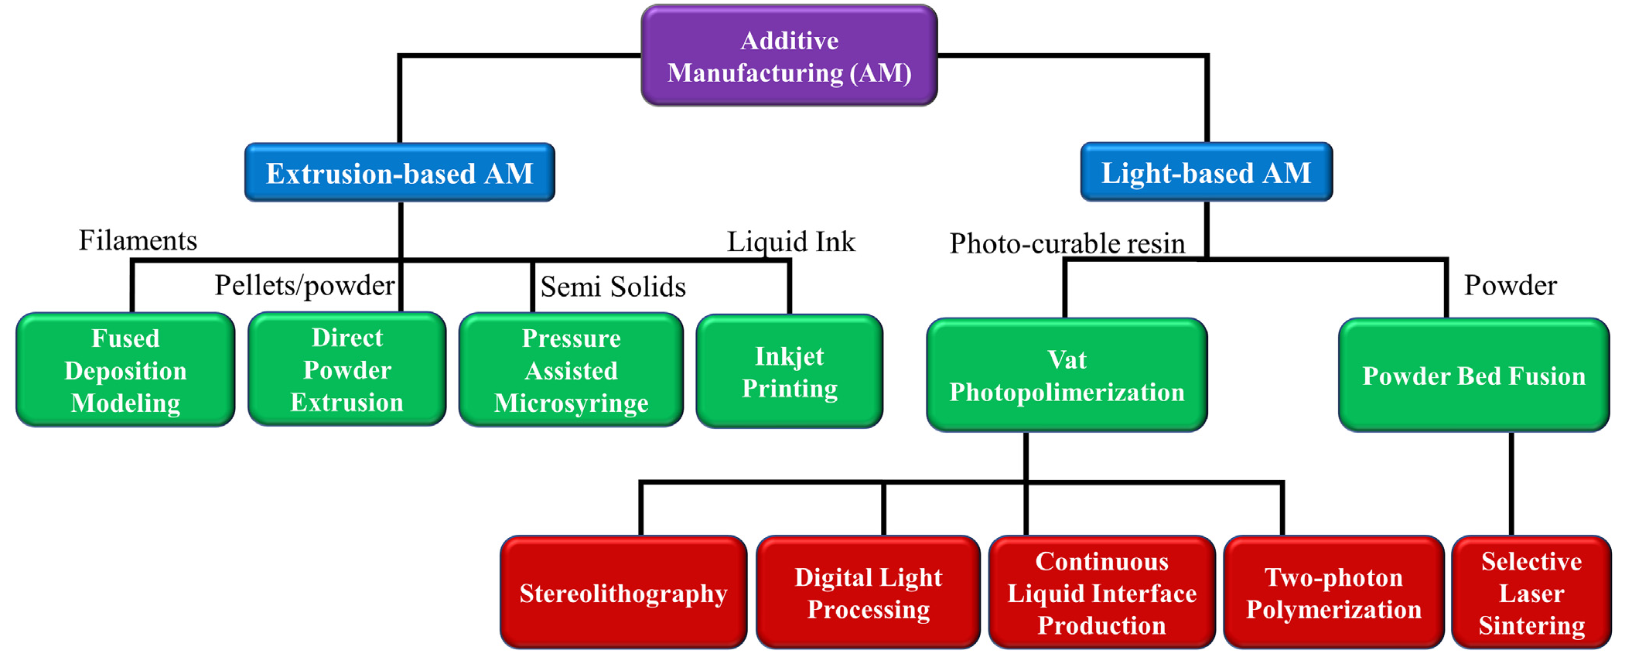 Additive
Manufacturing (AM)
Extrusion-based AM
Light-based AM
Filaments
Liquid Ink
Photo-curable resin
Pellets/powder
Semi Solids
Powder
Fused
Deposition
Modeling
Direct
Powder
Extrusion
Pressure
Assisted
Microsyringe
Inkjet
Printing
Vat
Photopolimerization
Powder Bed Fusion
Stereolithography
Digital Light
Processing
Continuous
Liquid Interface
Production
Two-photon
Polymerization
Selective
Laser
Sintering